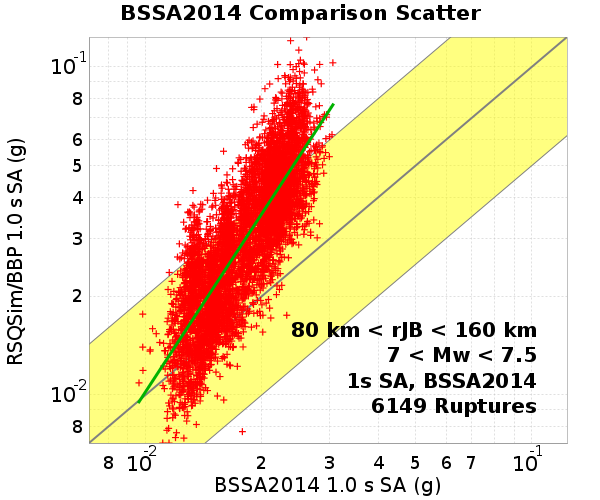 BSSA2014 Comparison Scatter
RSQSim/BBP 1.0 s SA (g)
10-1
8
6
5
4
3
2
10-2
8
80 km < rJB < 160 km
7 < Mw < 7.5
1s SA, BSSA2014
6149 Ruptures
8 10-2 2 3 4 5 6 7 10-1
BSSA2014 1.0 s SA (g)